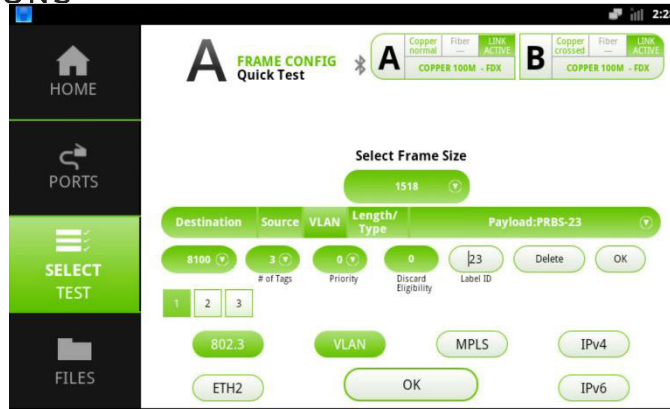 2:2
HOME
PORTS
SELECT
TEST
FILES
A FRAME CONFIG
Quick Test
A
Copper
normal
Fiber
---
LINK
ACTIVE
COPPER 100M - FDX
B
Copper
crossed
Fiber
---
LINK
ACTIVE
COPPER 100M - FDX
Select Frame Size
1518
Destination Source VLAN Length/
Type
Payload:PRBS-23
8100 3 0 0 23 Delete OK
# of Tags Priority Discard
Eligibility
Label ID
1 2 3
802.3 VLAN MPLS IPv4
ETH2 OK IPv6